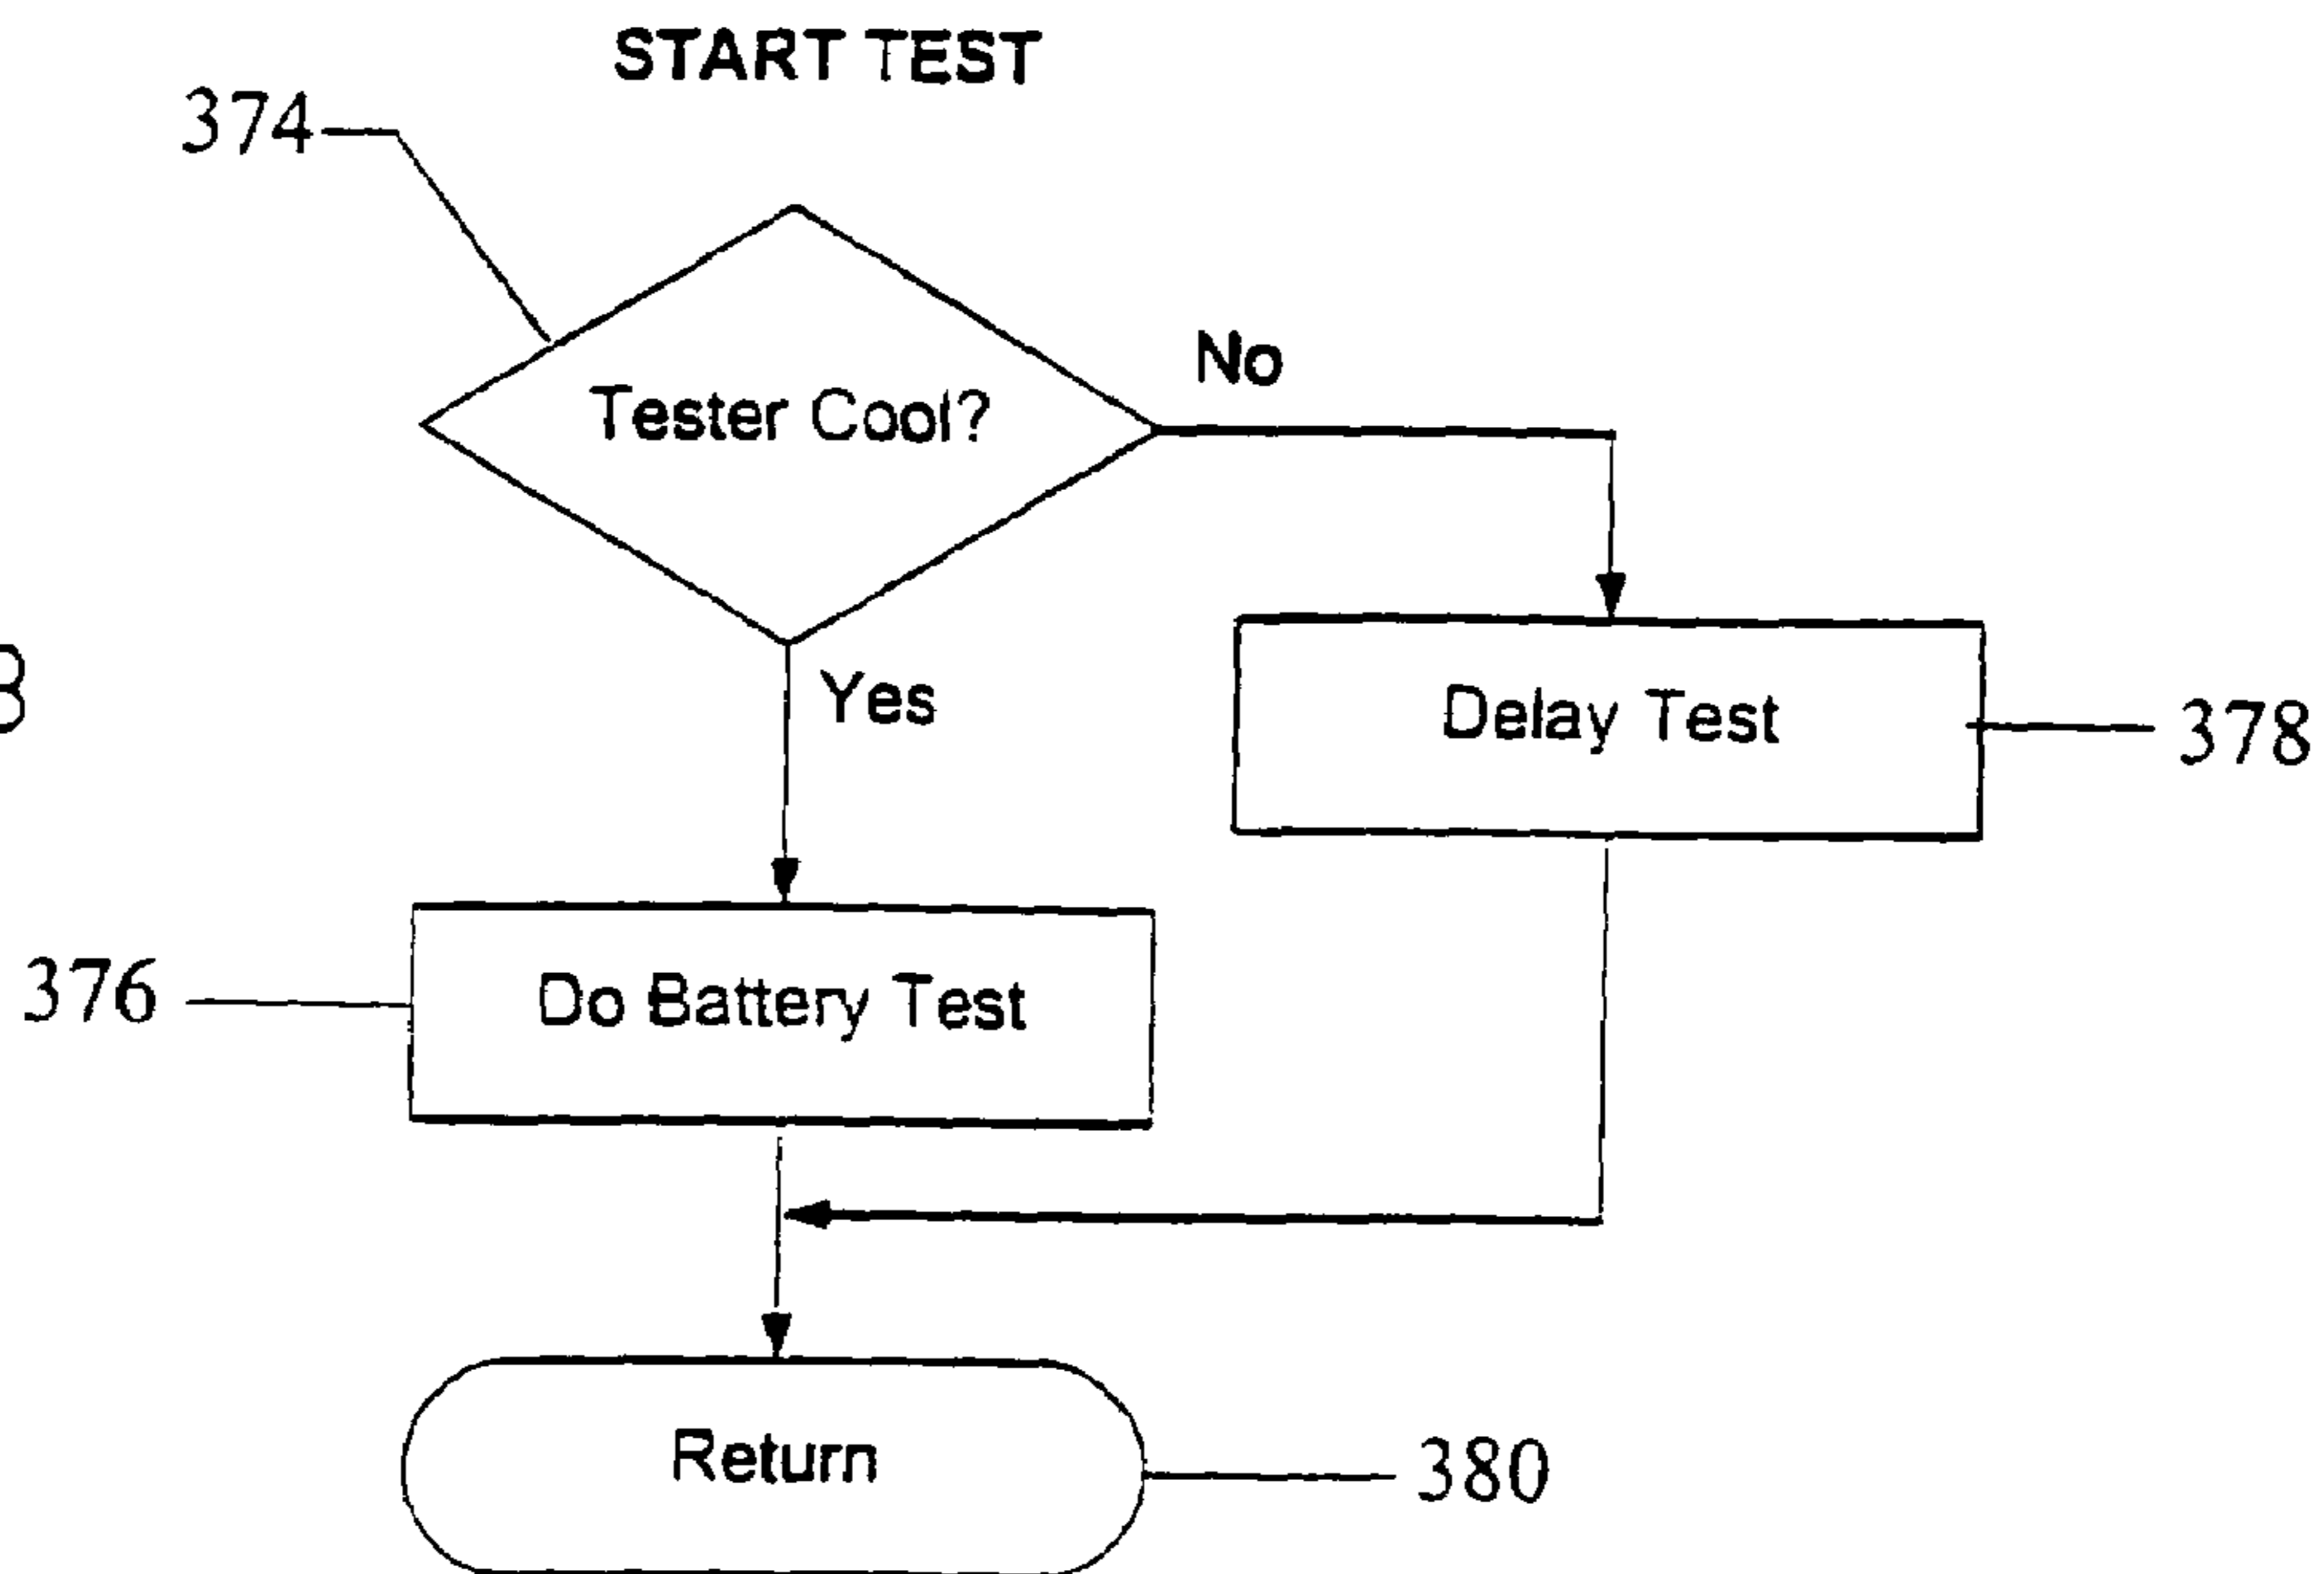 START TEST
374
No
Tester Cool?
Yes
Delay Test
378
376
Do Battery Test
Return
380